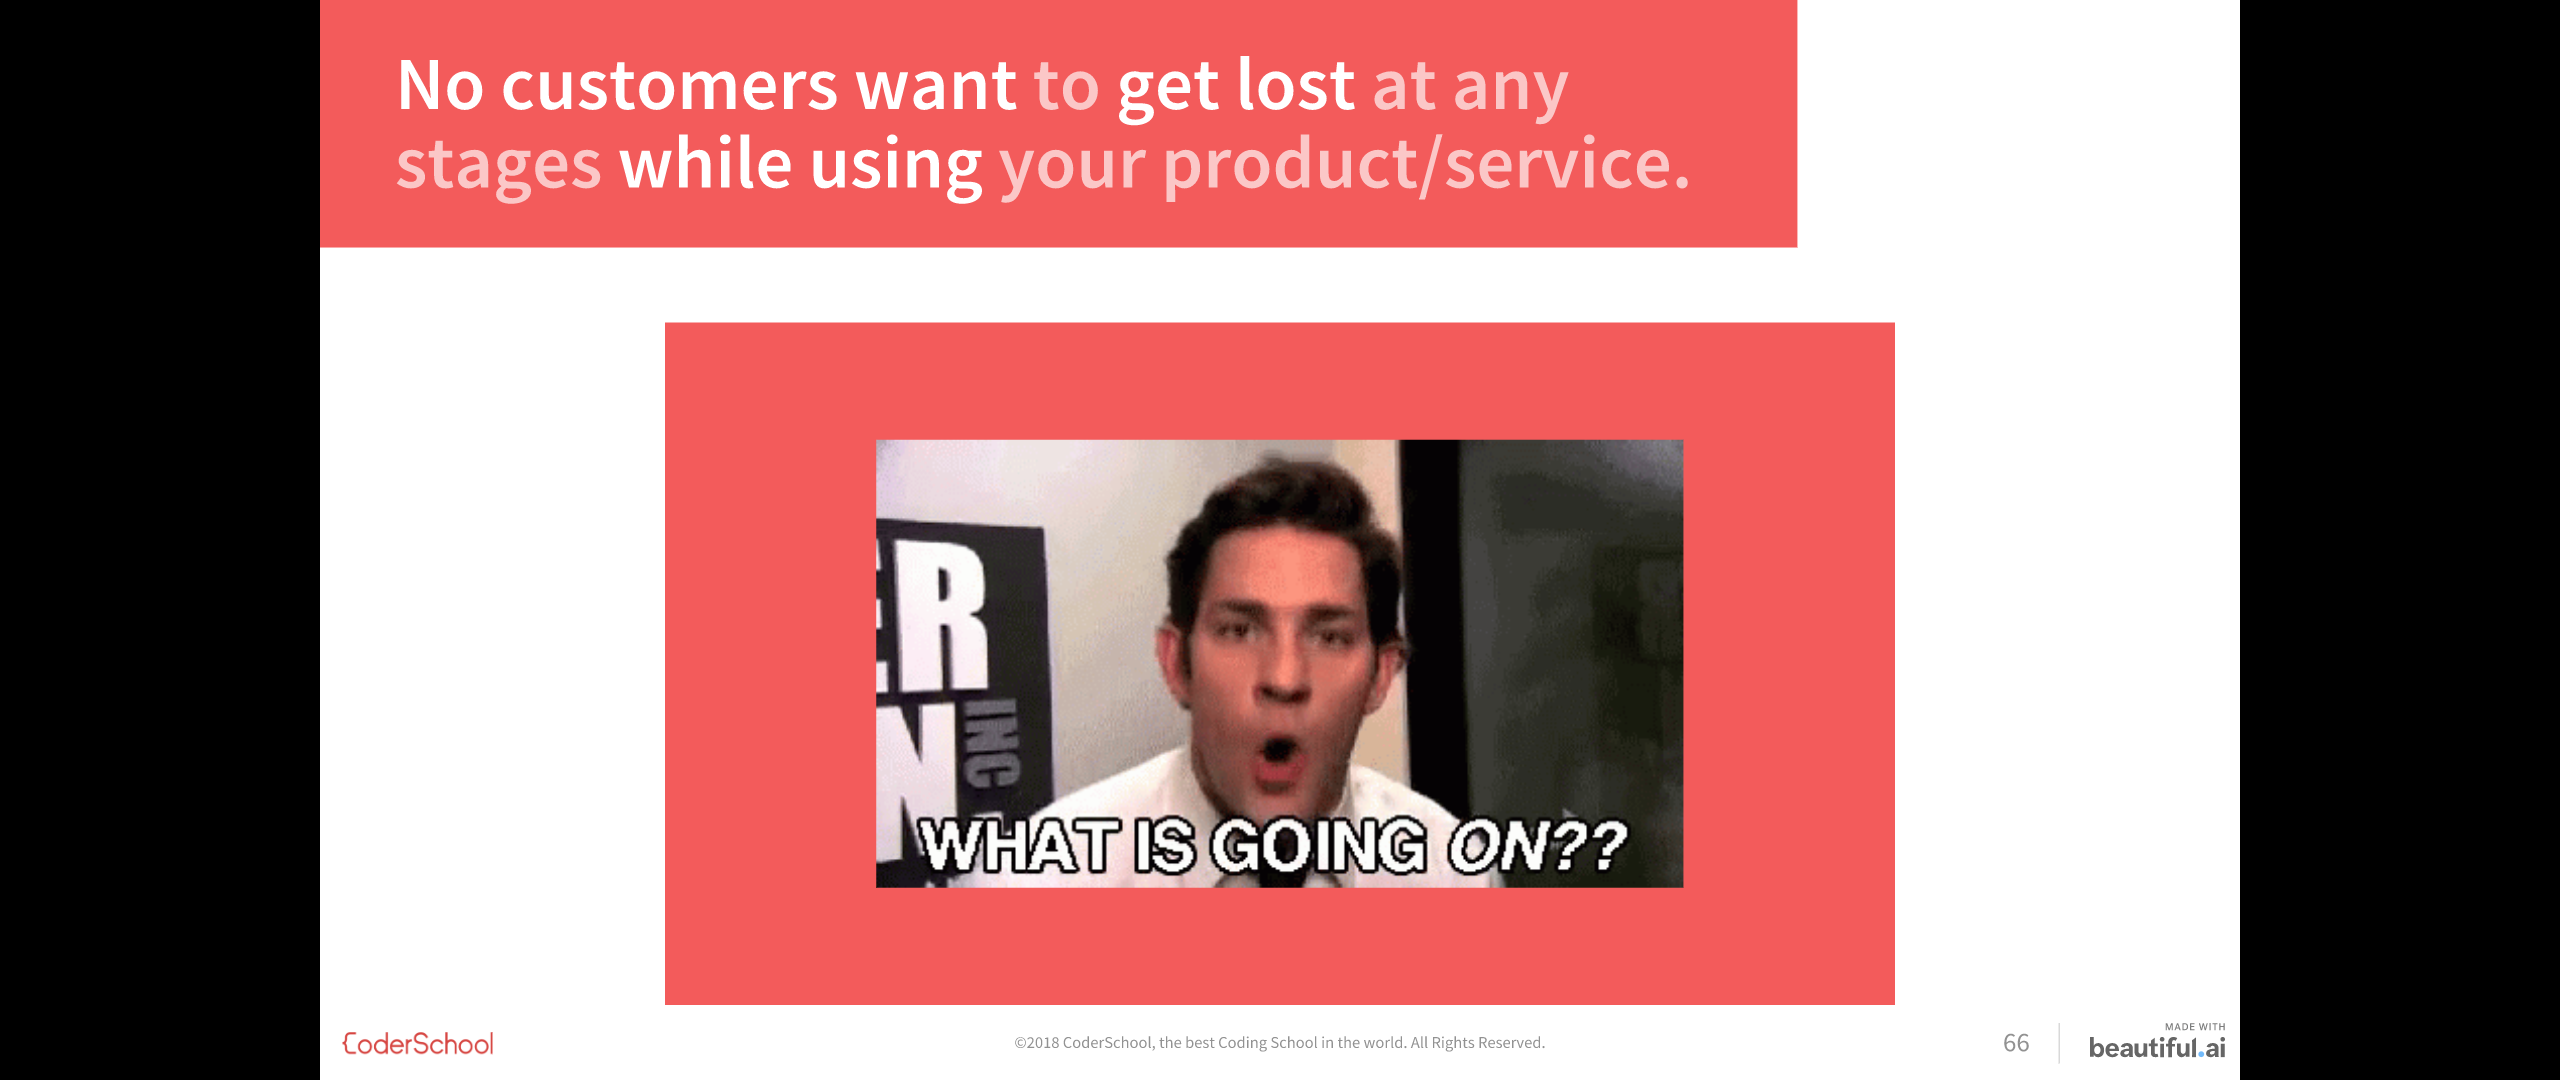 No customers want to get lost at any
stages while using your product/service.
ER
N
INC
WHAT IS GOING ON??
{CoderSchool
©2018 CoderSchool, the best Coding School in the world. All Rights Reserved.
66
MADE WITH
beautiful.ai